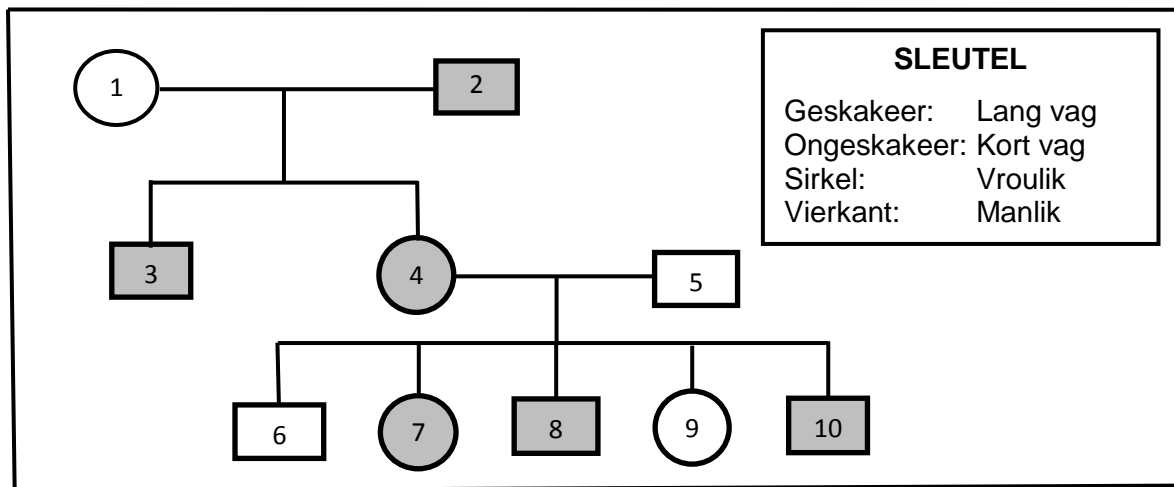 SLEUTEL
1
2
Geskakeer: Lang vag
Ongeskakeer: Kort vag
Sirkel: Vroulik
Vierkant: Manlik
3
4
5
6
7
8
9
10